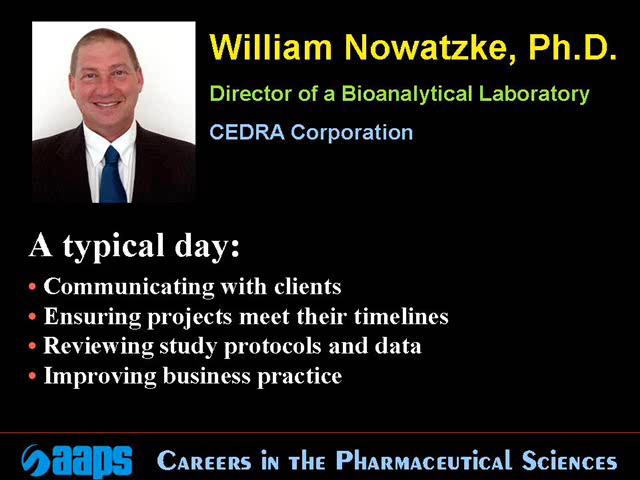 William Nowatzke, Ph.D.
Director of a Bioanalytical Laboratory
CEDRA Corporation
A typical day:
• Communicating with clients
• Ensuring projects meet their timelines
• Reviewing study protocols and data
• Improving business practice
aaps CAREERS IN THE PHARMACEUTICAL SCIENCES